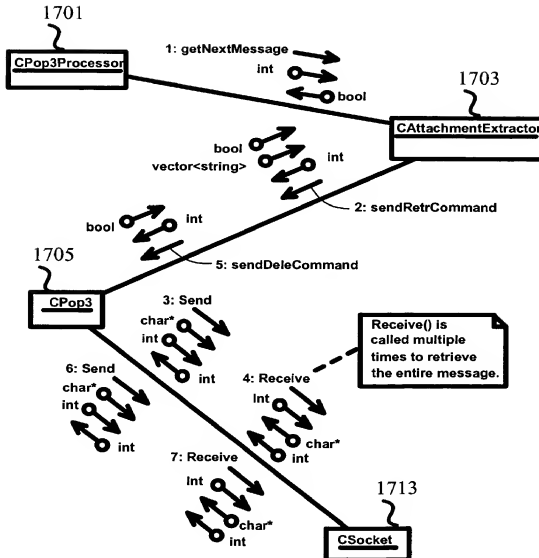 1701
CPop3Processor
1: getNextMessage
int
bool
1703
CAttachmentExtractor
bool
vector<string>
int
2: sendRetrCommand
bool
int
5: sendDeleCommand
1705
CPop3
3: Send
char*
int
int
Receive() is
called multiple
times to retrieve
the entire message.
6: Send
char*
int
int
4: Receive
Int
char*
int
7: Receive
Int
char*
int
1713
CSocket